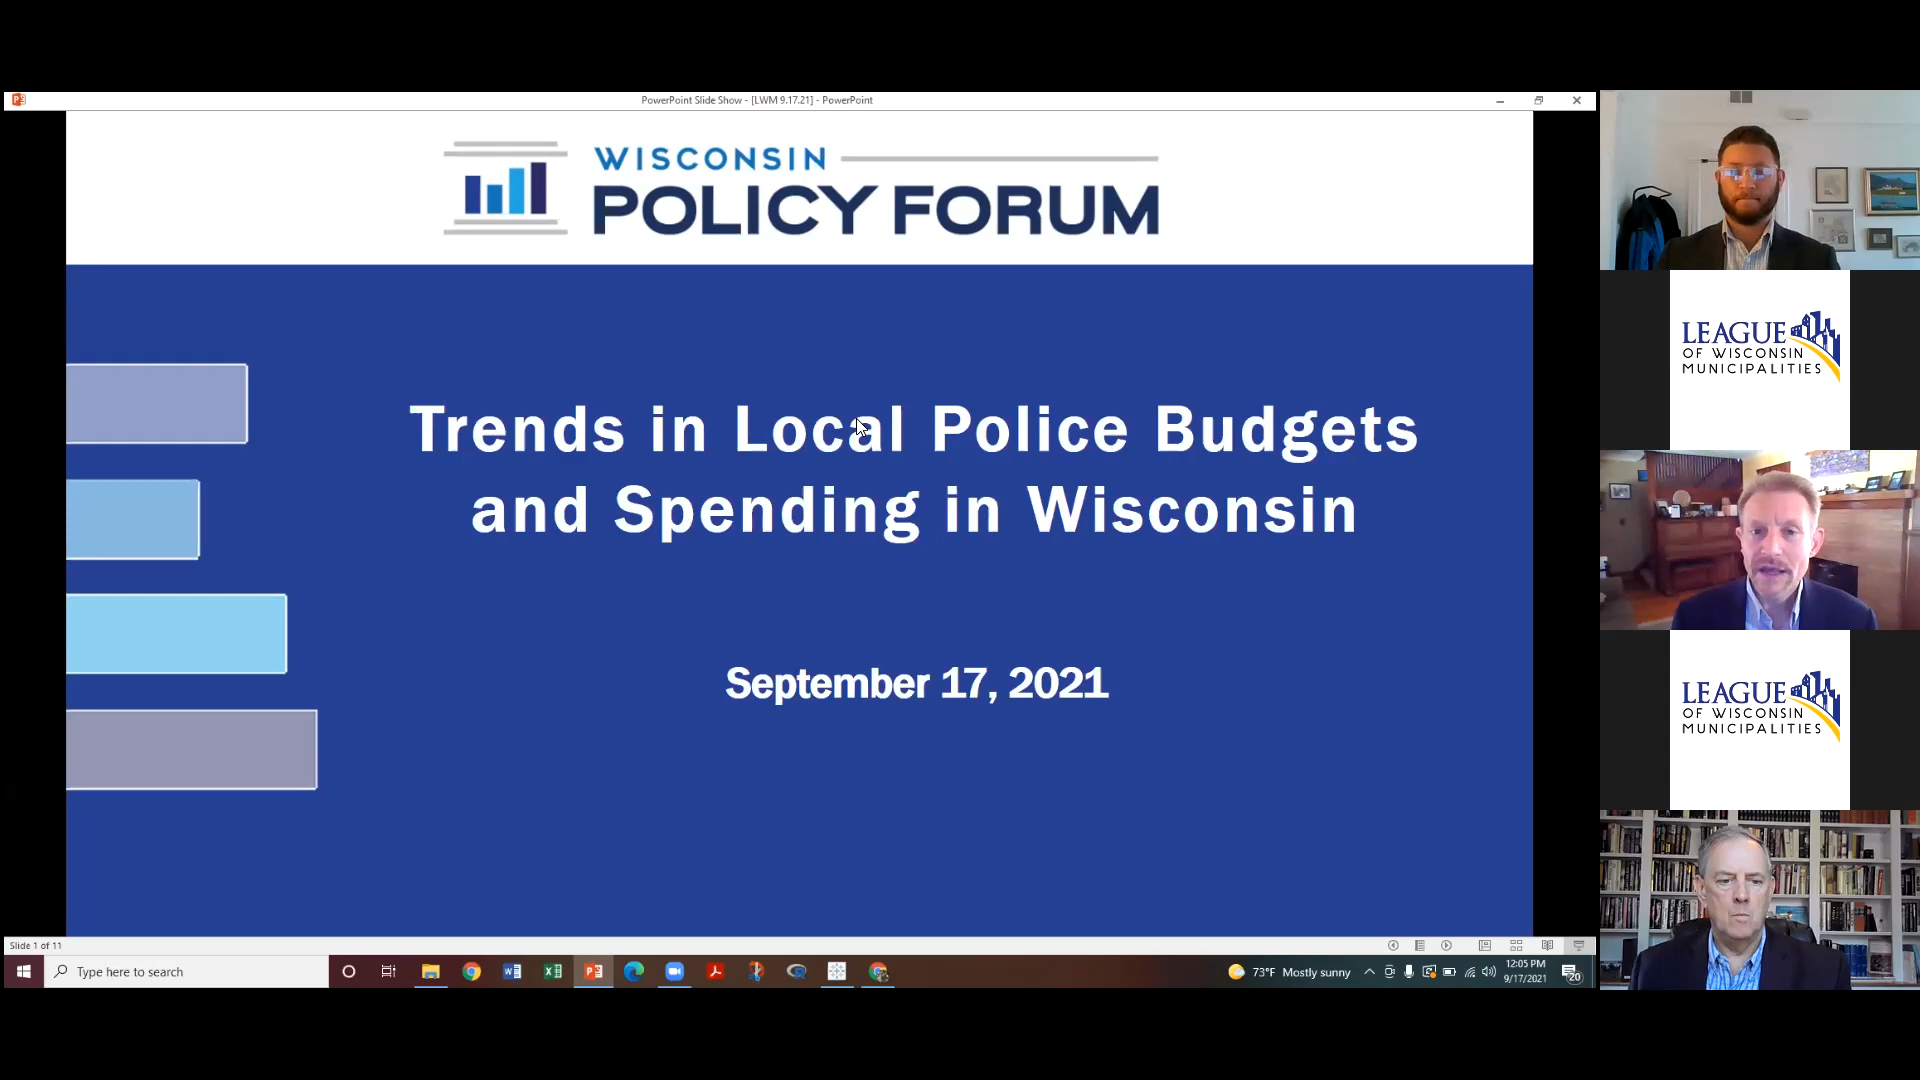 PowerPoint Slide Show - [LWM 9.17.21] - PowerPoint
WISCONSIN
POLICY FORUM
Trends in Local Police Budgets
and Spending in Wisconsin
September 17, 2021
Slide 1 of 11
Type here to search
73°F Mostly sunny
12:05 PM
9/17/2021
20
LEAGUE
OF WISCONSIN
MUNICIPALITIES
LEAGUE
OF WISCONSIN
MUNICIPALITIES